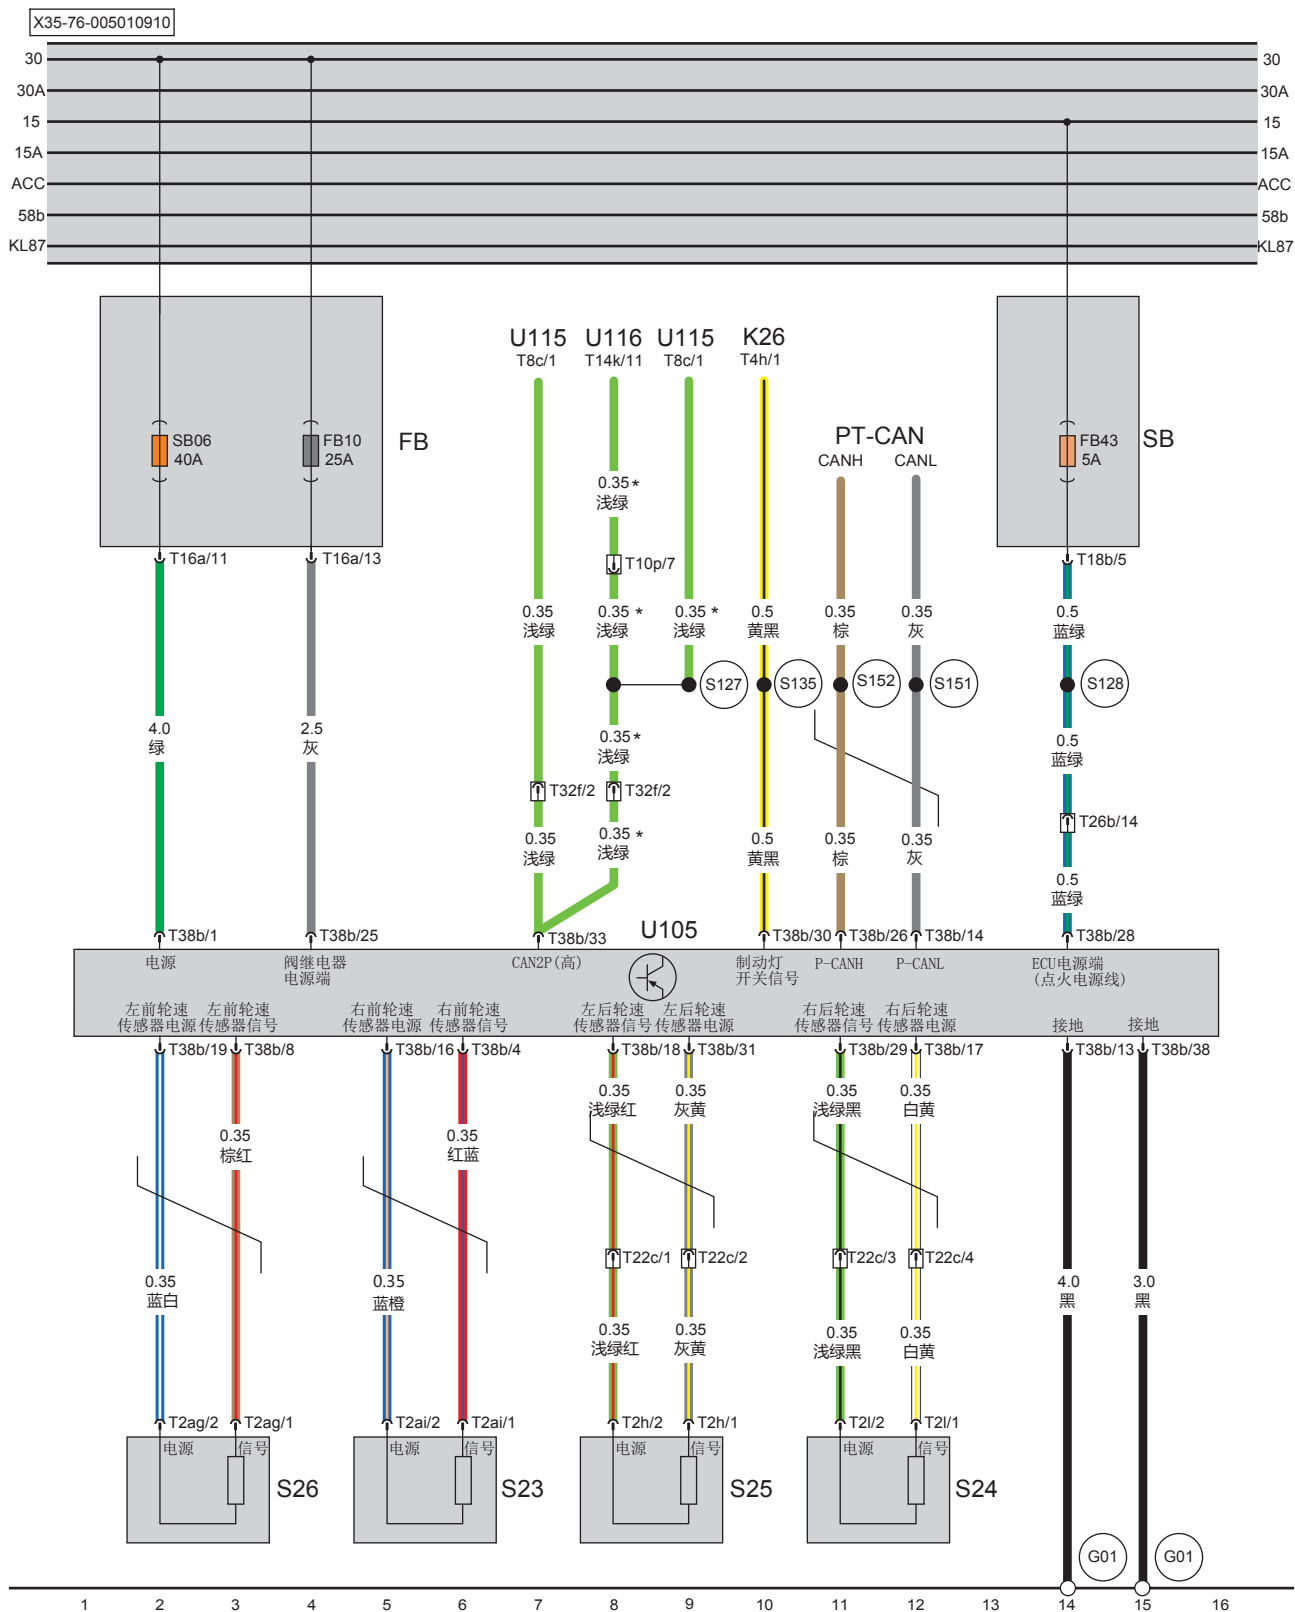 X35-76-005010910
30 30
30A 30A
15 15
15A 15A
ACC ACC
58b 58b
KL87 KL87
U115 U116 U115 K26
T8c/1 T14k/11 T8c/1 T4h/1
SB06
40A
FB10
25A
FB
PT-CAN
CANH CANL
FB43
5A
SB
0.35*
浅绿
T16a/11 T16a/13 T10p/7 T18b/5
0.35
浅绿
0.35*
浅绿
0.35*
浅绿
0.5
黄黑
0.35
棕
0.35
灰
0.5
蓝绿
S127 S135 S152 S151 S128
4.0
绿
2.5
灰
0.35*
浅绿
0.5
蓝绿
T32f/2 T32f/2 T26b/14
0.35
浅绿
0.35*
浅绿
0.5
黄黑
0.35
棕
0.35
灰
0.5
蓝绿
T38b/1 T38b/25 T38b/33 U105 T38b/30 T38b/26 T38b/14 T38b/28
电源
阀继电器
电源端
CAN2P(高)
制动灯
开关信号
P-CANH
P-CANL
ECU电源端
(点火电源线)
左前轮速
传感器电源
左前轮速
传感器信号
右前轮速
传感器电源
右前轮速
传感器信号
左后轮速
传感器信号
左后轮速
传感器电源
右后轮速
传感器信号
右后轮速
传感器电源
接地
接地
T38b/19 T38b/8 T38b/16 T38b/4 T38b/18 T38b/31 T38b/29 T38b/17 T38b/13 T38b/38
0.35
浅绿红
0.35
灰黄
0.35
浅绿黑
0.35
白黄
0.35
棕红
0.35
红蓝
T22c/1 T22c/2 T22c/3 T22c/4
0.35
蓝白
0.35
蓝橙
4.0
黑
3.0
黑
0.35
浅绿红
0.35
灰黄
0.35
浅绿黑
0.35
白黄
T2ag/2 T2ag/1 T2ai/2 T2ai/1 T2h/2 T2h/1 T2l/2 T2l/1
电源 信号 电源 信号 电源 信号 电源 信号
S26 S23 S25 S24
G01 G01
1 2 3 4 5 6 7 8 9 10 11 12 13 14 15 16